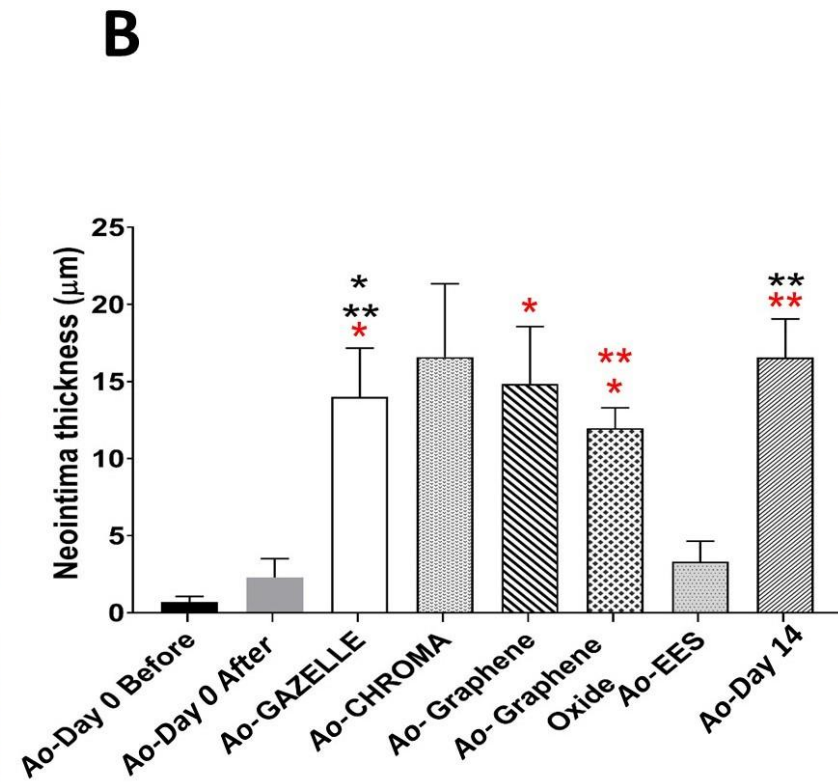 B
Neointima thickness (μm)
25
20
15
10
5
0
*
**
*
*
**
*
**
**
Ao-Day 0 Before
Ao-Day 0 After
Ao-GAZELLE
Ao-CHROMA
Ao- Graphene
Ao- Graphene
Oxide
Ao-EES
Ao-Day 14